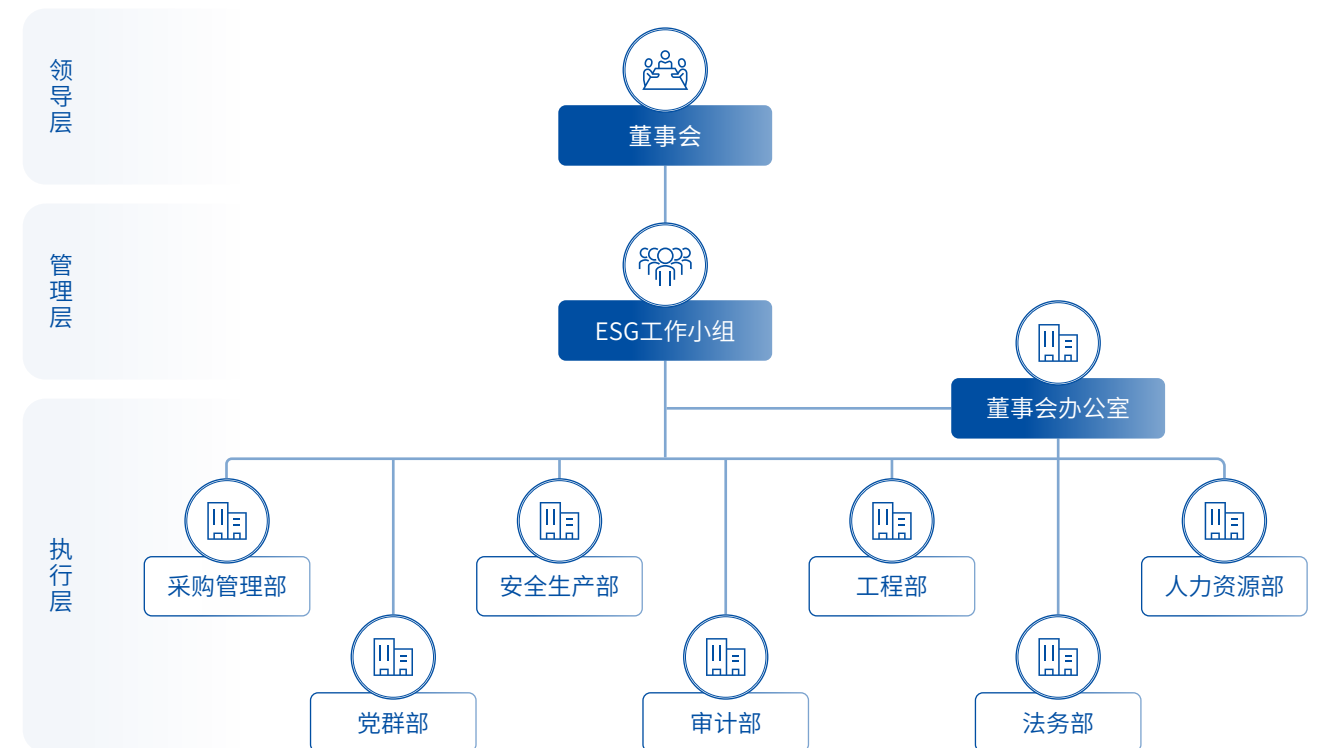 领导层
董事会
管理层
ESG工作小组
董事会办公室
执行层
采购管理部
安全生产部
工程部
人力资源部
党群部
审计部
法务部